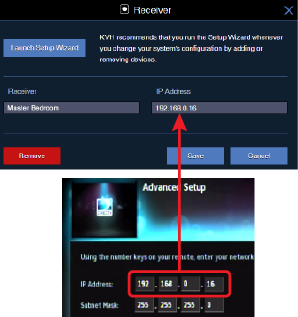 Receiver
Launch Setup Wizard
KVH recommends that you run the Setup Wizard whenever
you change your system's configuration by adding or
removing devices.
Receiver
IP Address
Master Bedroom
192.168.0.16
Remove
Save
Cancel
Advanced Setup
Using the number keys on your remote, enter your network
IP Address: 192 . 168 . 0 . 16
Subnet Mask: 255 . 255 . 255 . 0